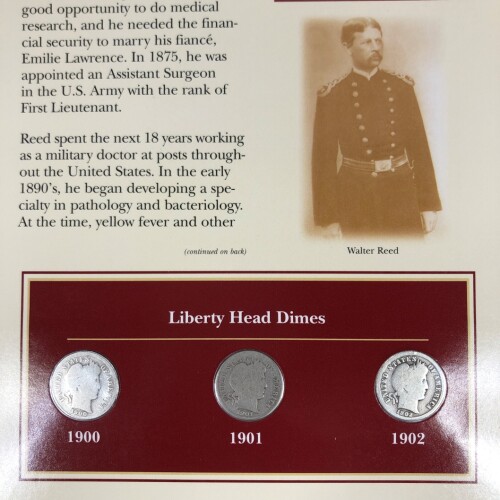 good opportunity to do medical
research, and he needed the finan-
cial security to marry his fiancé,
Emilie Lawrence. In 1875, he was
appointed an Assistant Surgeon
in the U.S. Army with the rank of
First Lieutenant.
Reed spent the next 18 years working
as a military doctor at posts through-
out the United States. In the early
1890's, he began developing a spe-
cialty in pathology and bacteriology.
At the time, yellow fever and other
(continued on back)
Walter Reed
Liberty Head Dimes
1900
1901
1902